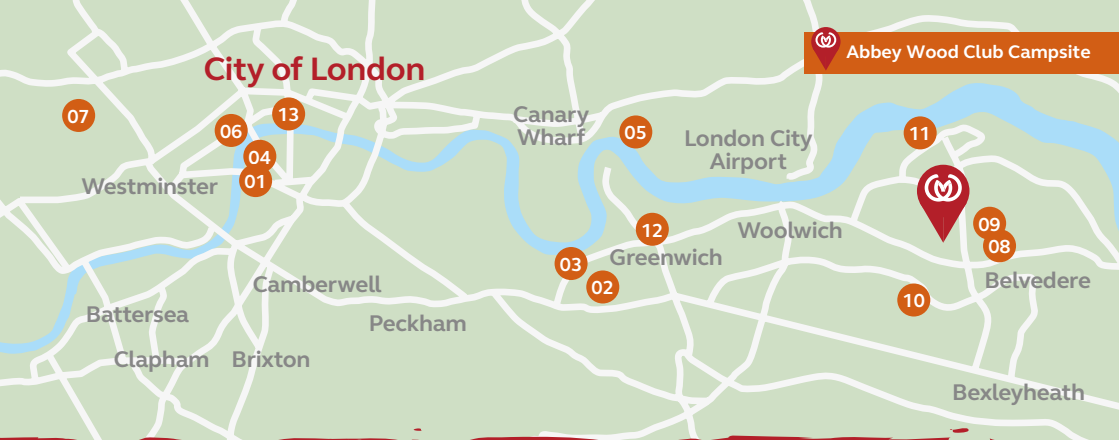 Abbey Wood Club Campsite
City of London
07
13
06
Canary
Wharf
05
London City
Airport
11
04
01
Westminster
09
08
12
Woolwich
Greenwich
03
02
Belvedere
Camberwell
10
Battersea
Peckham
Clapham
Brixton
Bexleyheath